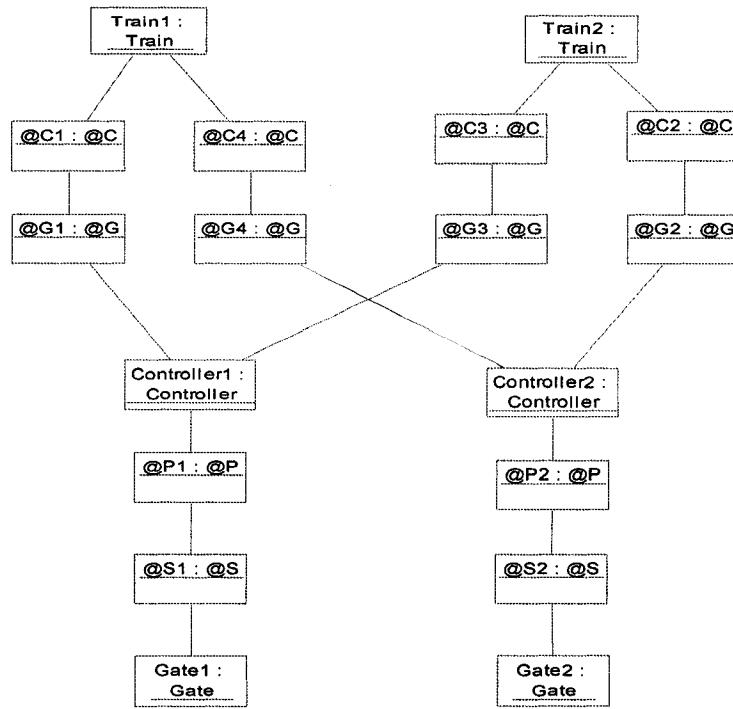 Train1 :
Train
Train2 :
Train
@C1 : @C
@C4 : @C
@C3 : @C
@C2 : @C
@G1 : @G
@G4 : @G
@G3 : @G
@G2 : @G
Controller1 :
Controller
Controller2 :
Controller
@P1 : @P
@P2 : @P
@S1 : @S
@S2 : @S
Gate1 :
Gate
Gate2 :
Gate